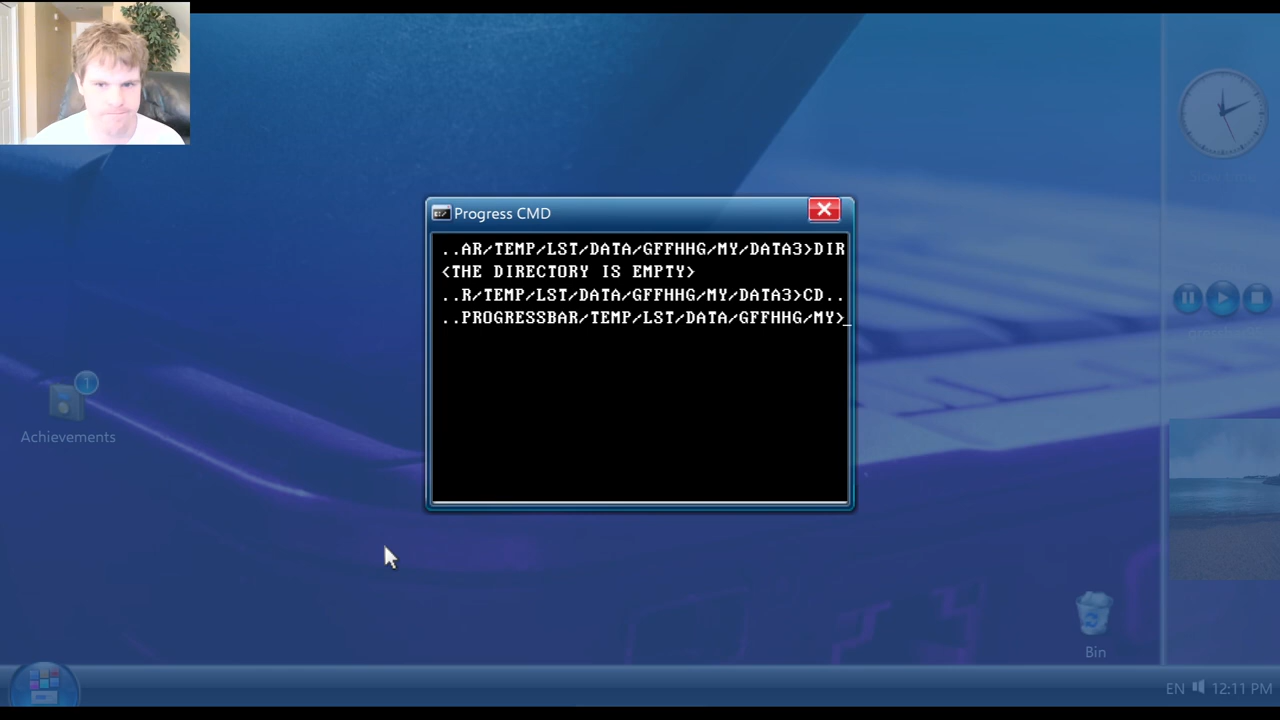 Progress CMD
..AR/TEMP/LST/DATA/GFFHHG/MY/DATA3>DIR
<THE DIRECTORY IS EMPTY>
..R/TEMP/LST/DATA/GFFHHG/MY/DATA3>CD..
..PROGRESSBAR/TEMP/LST/DATA/GFFHHG/MY>_
1
Achievements
Bin
EN 12:11 PM